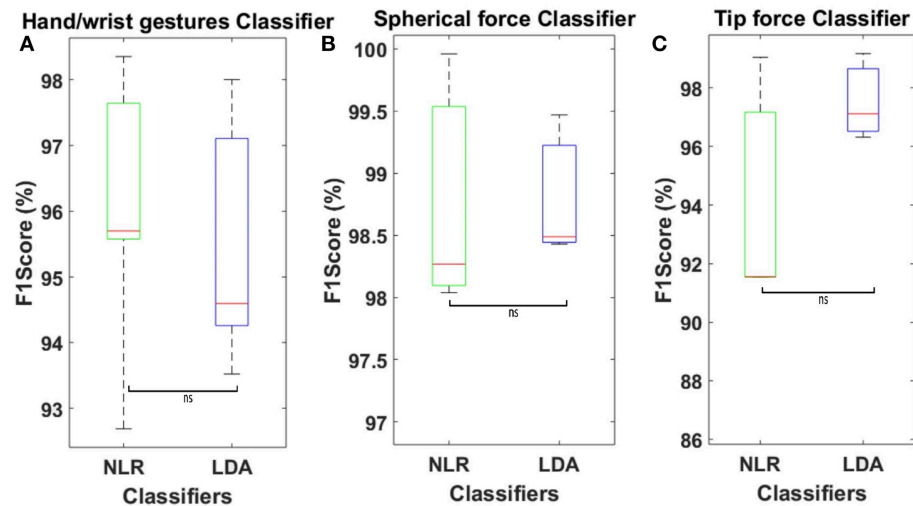 Hand/wrist gestures Classifier
A
98
97
96
95
94
93
F1Score (%)
ns
NLR
LDA
Classifiers
Spherical force Classifier
B
100
99.5
99
98.5
98
97.5
97
F1Score (%)
ns
NLR
LDA
Classifiers
Tip force Classifier
C
98
96
94
92
90
88
86
F1Score (%)
ns
NLR
LDA
Classifiers